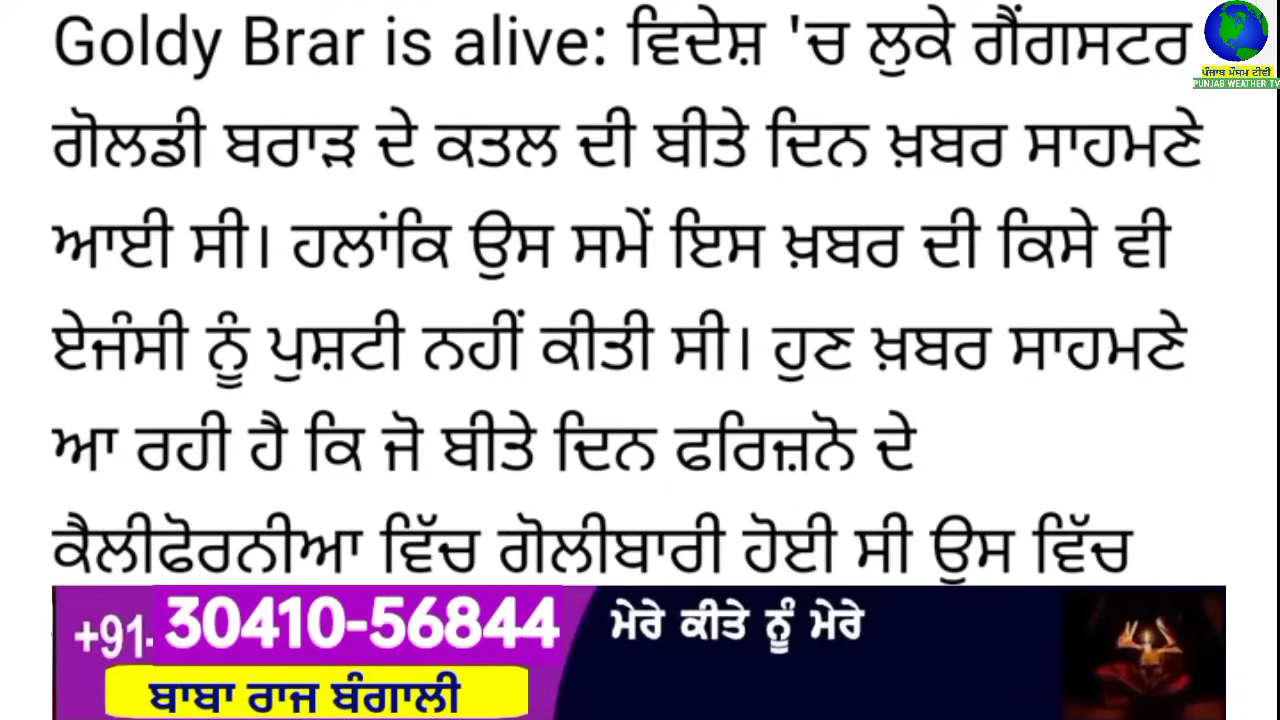 Goldy Brar is alive: ਵਿਦੇਸ਼ 'ਚ ਲੁਕੇ ਗੈਂਗਸਟਰ
ਗੋਲਡੀ ਬਰਾੜ ਦੇ ਕਤਲ ਦੀ ਬੀਤੇ ਦਿਨ ਖ਼ਬਰ ਸਾਹਮਣੇ
ਆਈ ਸੀ। ਹਲਾਂਕਿ ਉਸ ਸਮੇਂ ਇਸ ਖ਼ਬਰ ਦੀ ਕਿਸੇ ਵੀ
ਏਜੰਸੀ ਨੂੰ ਪੁਸ਼ਟੀ ਨਹੀਂ ਕੀਤੀ ਸੀ। ਹੁਣ ਖ਼ਬਰ ਸਾਹਮਣੇ
ਆ ਰਹੀ ਹੈ ਕਿ ਜੋ ਬੀਤੇ ਦਿਨ ਫਰਿਜ਼ਨੋ ਦੇ
ਕੈਲੀਫੋਰਨੀਆ ਵਿੱਚ ਗੋਲੀਬਾਰੀ ਹੋਈ ਸੀ ਉਸ ਵਿੱਚ
ਪੰਜਾਬ ਮੌਸਮ ਟੀਵੀ
PUNJAB WEATHER TV
+91. 30410-56844
ਬਾਬਾ ਰਾਜ ਬੰਗਾਲੀ
ਮੇਰੇ ਕੀਤੇ ਨੂੰ ਮੇਰੇ